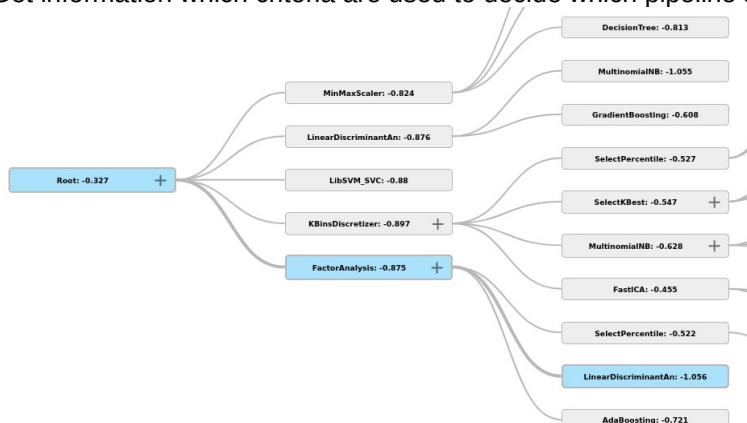 Get information which criteria are used to decide which pipeline
DecisionTree: -0.813
MultinomialNB: -1.055
MinMaxScaler: -0.824
GradientBoosting: -0.608
LinearDiscriminantAn: -0.876
SelectPercentile: -0.527
Root: -0.327
LibSVM_SVC: -0.88
SelectKBest: -0.547
KBinsDiscretizer: -0.897
MultinomialNB: -0.628
FactorAnalysis: -0.875
FastICA: -0.455
SelectPercentile: -0.522
LinearDiscriminantAn: -1.056
AdaBoosting: -0.721